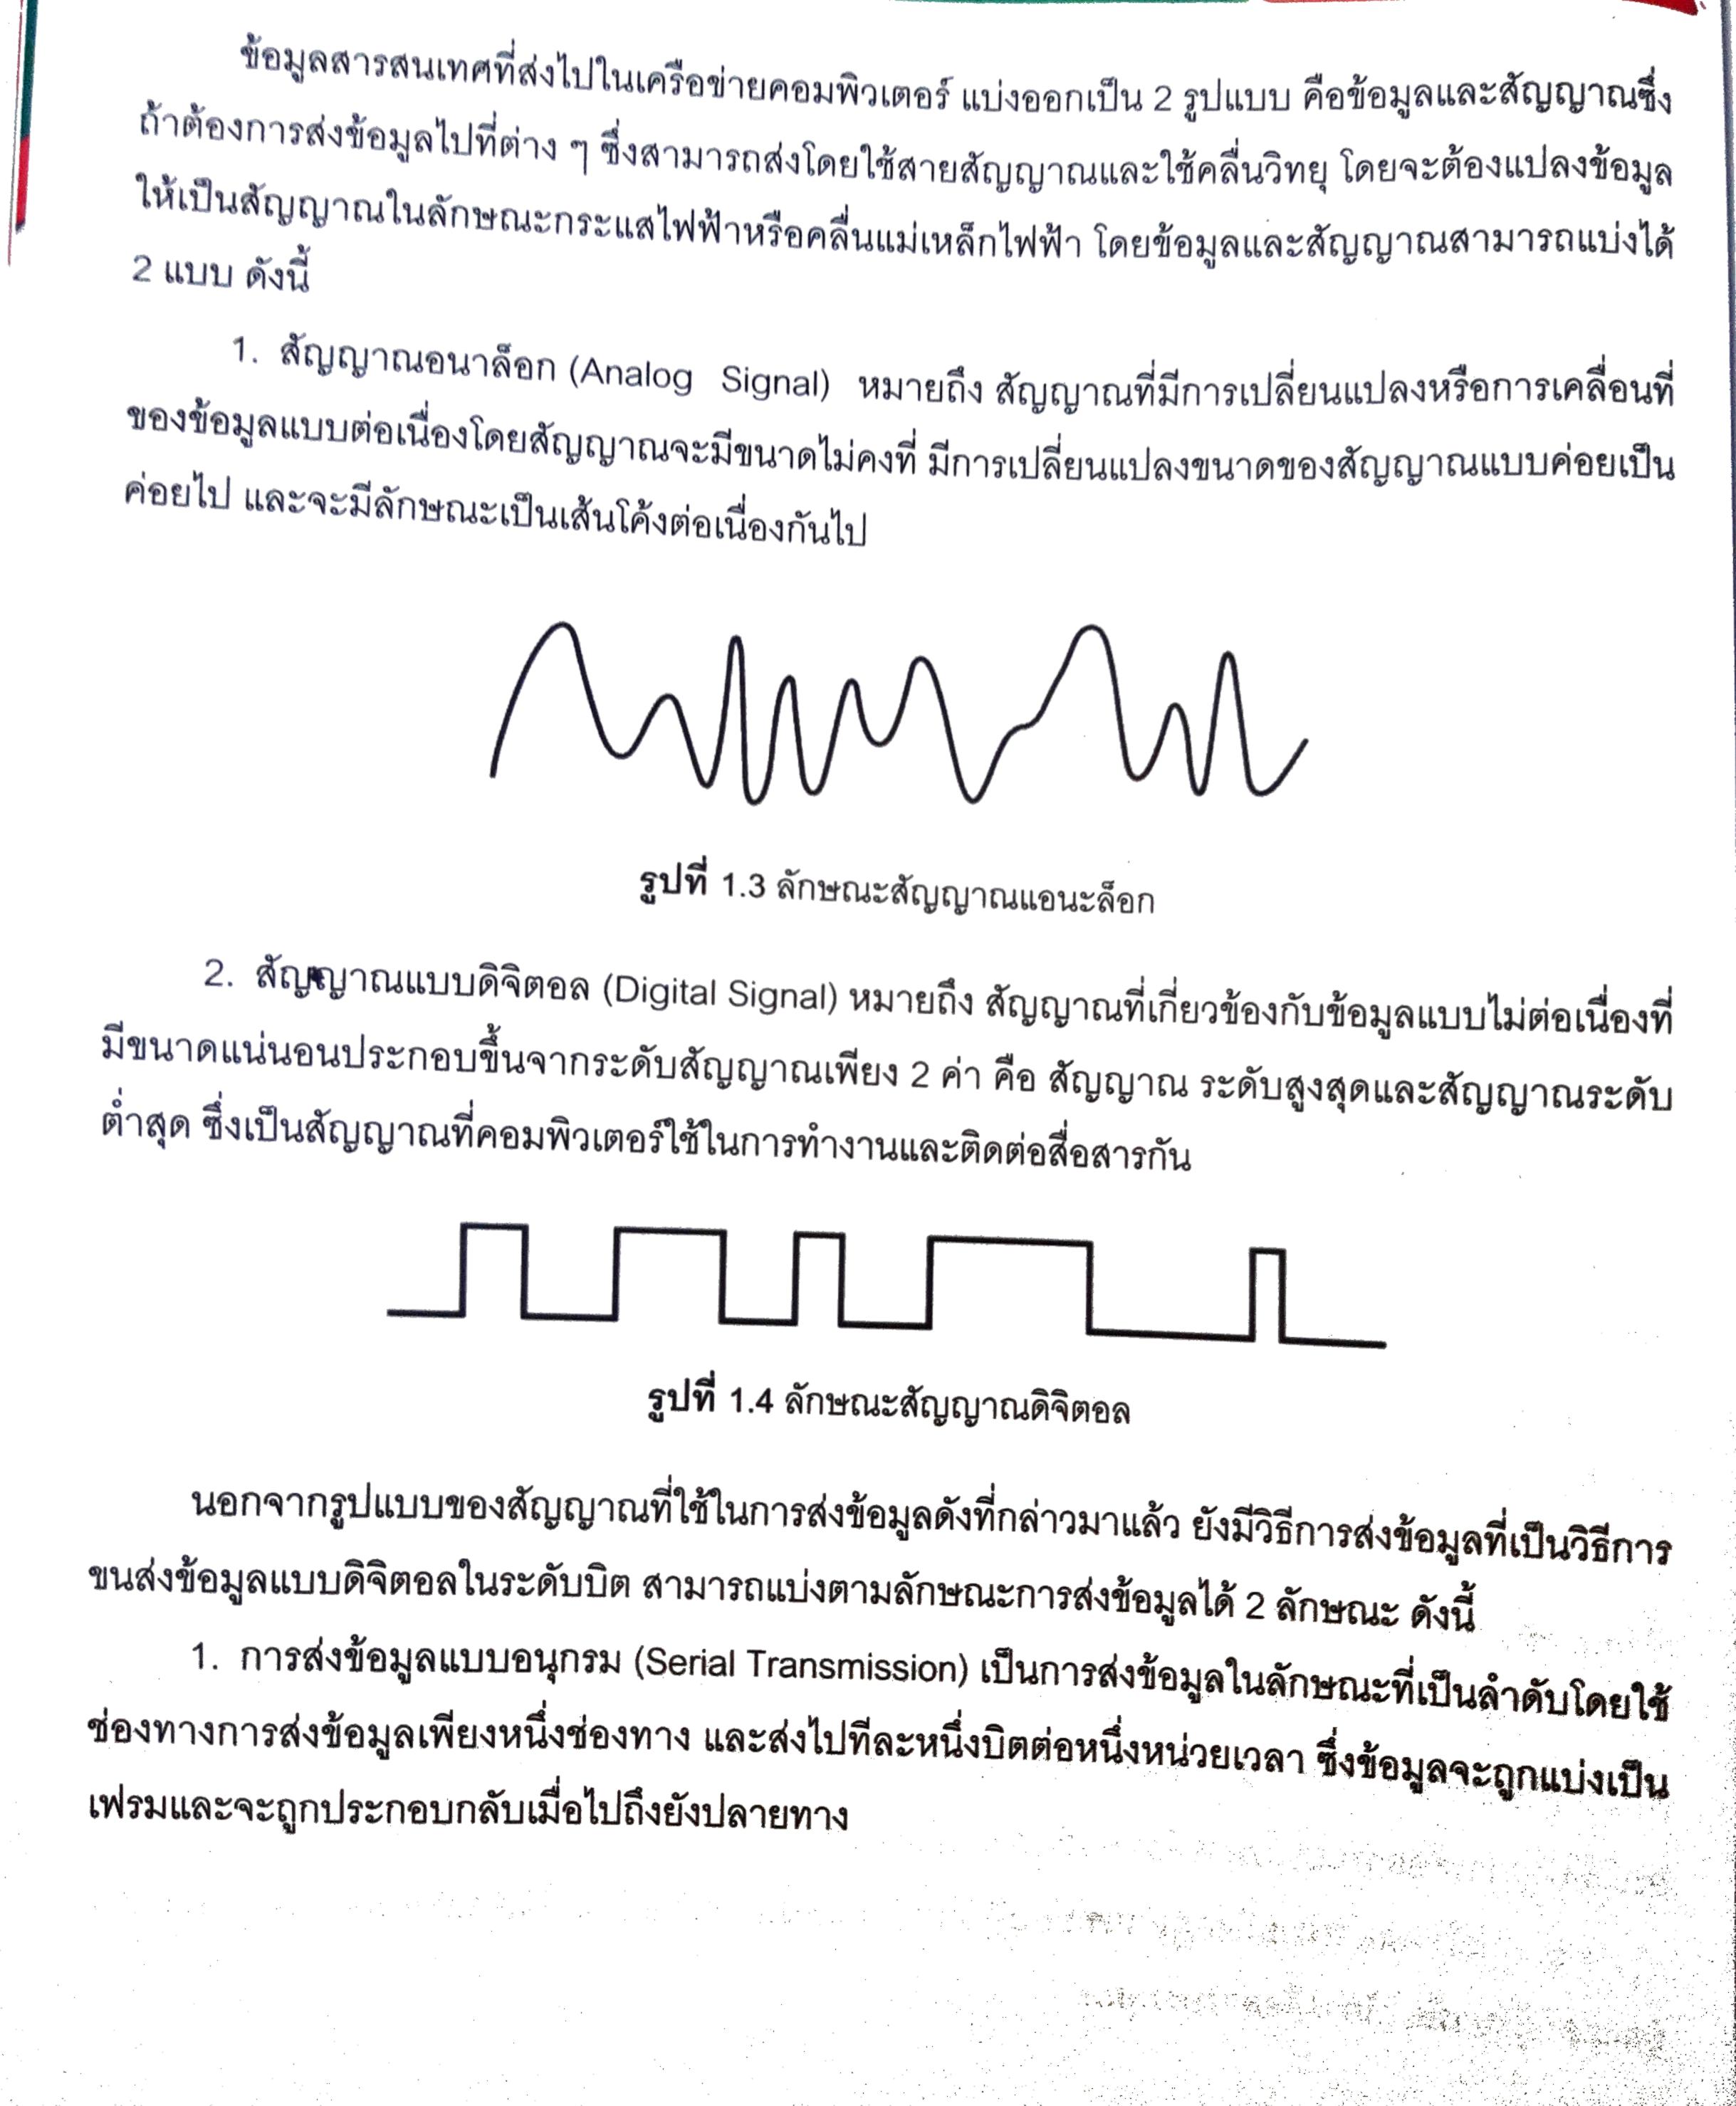 ข้อมูลสารสนเทศที่ส่งไปในเครือข่ายคอมพิวเตอร์ แบ่งออกเป็น 2 รูปแบบ คือข้อมูลและสัญญาณซึ่ง
ถ้าต้องการส่งข้อมูลไปที่ต่าง ๆ ซึ่งสามารถส่งโดยใช้สายสัญญาณและใช้คลื่นวิทยุ โดยจะต้องแปลงข้อมูล
ให้เป็นสัญญาณในลักษณะกระแสไฟฟ้าหรือคลื่นแม่เหล็กไฟฟ้า โดยข้อมูลและสัญญาณสามารถแบ่งได้
2 แบบ ดังนี้
1. สัญญาณอนาล็อก (Analog Signal) หมายถึง สัญญาณที่มีการเปลี่ยนแปลงหรือการเคลื่อนที่
ของข้อมูลแบบต่อเนื่องโดยสัญญาณจะมีขนาดไม่คงที่ มีการเปลี่ยนแปลงขนาดของสัญญาณแบบค่อยเป็น
ค่อยไป และจะมีลักษณะเป็นเส้นโค้งต่อเนื่องกันไป
รูปที่ 1.3 ลักษณะสัญญาณแอนะล็อก
2. สัญญาณแบบดิจิตอล (Digital Signal) หมายถึง สัญญาณที่เกี่ยวข้องกับข้อมูลแบบไม่ต่อเนื่องที่
มีขนาดแน่นอนประกอบขึ้นจากระดับสัญญาณเพียง 2 ค่า คือ สัญญาณ ระดับสูงสุดและสัญญาณระดับ
ต่ำสุด ซึ่งเป็นสัญญาณที่คอมพิวเตอร์ใช้ในการทำงานและติดต่อสื่อสารกัน
รูปที่ 1.4 ลักษณะสัญญาณดิจิตอล
นอกจากรูปแบบของสัญญาณที่ใช้ในการส่งข้อมูลดังที่กล่าวมาแล้ว ยังมีวิธีการส่งข้อมูลที่เป็นวิธีการ
ขนส่งข้อมูลแบบดิจิตอลในระดับบิต สามารถแบ่งตามลักษณะการส่งข้อมูลได้ 2 ลักษณะ ดังนี้
1. การส่งข้อมูลแบบอนุกรม (Serial Transmission) เป็นการส่งข้อมูลในลักษณะที่เป็นลำดับโดยใช้
ช่องทางการส่งข้อมูลเพียงหนึ่งช่องทาง และส่งไปทีละหนึ่งบิตต่อหนึ่งหน่วยเวลา ซึ่งข้อมูลจะถูกแบ่งเป็น
เฟรมและจะถูกประกอบกลับเมื่อไปถึงยังปลายทาง